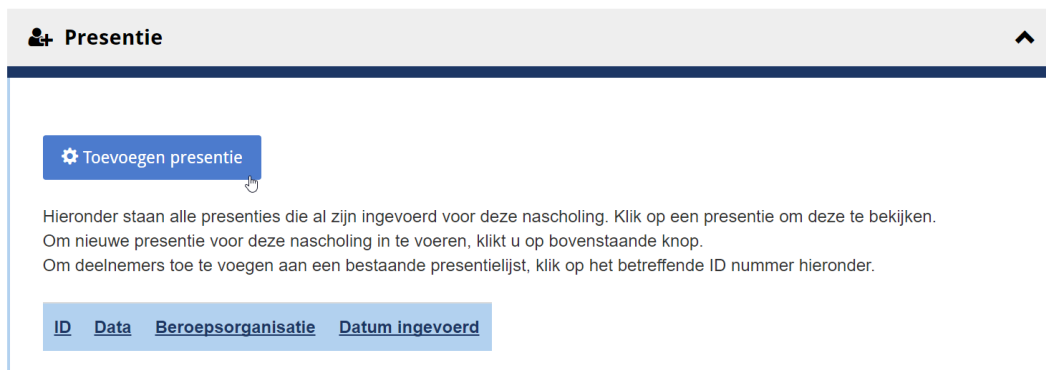 Presentie
Toevoegen presentie
Hieronder staan alle presenties die al zijn ingevoerd voor deze nascholing. Klik op een presentie om deze te bekijken.
Om nieuwe presentie voor deze nascholing in te voeren, klikt u op bovenstaande knop.
Om deelnemers toe te voegen aan een bestaande presentielijst, klik op het betreffende ID nummer hieronder.
ID Data Beroepsorganisatie Datum ingevoerd